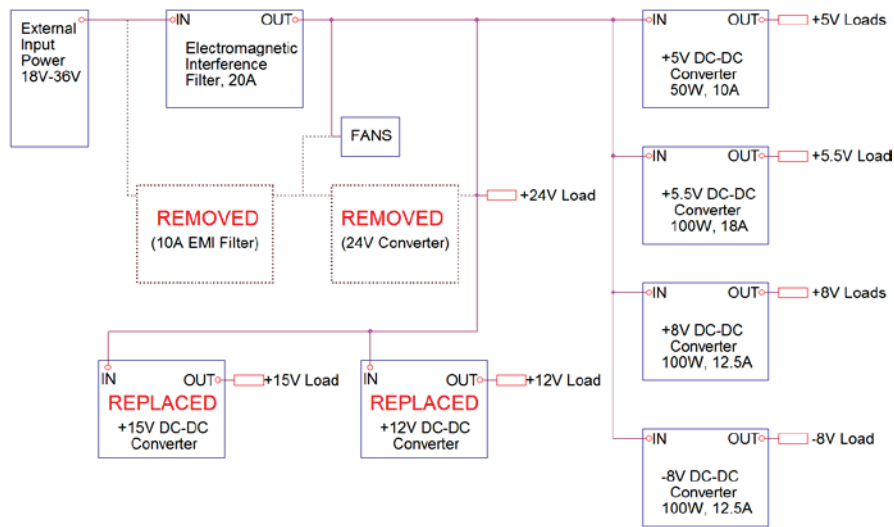 External
Input
Power
18V-36V
IN
OUT
Electromagnetic
Interference
Filter, 20A
FANS
REMOVED
(10A EMI Filter)
REMOVED
(24V Converter)
+24V Load
IN
OUT
+15V Load
REPLACED
+15V DC-DC
Converter
IN
OUT
+12V Load
REPLACED
+12V DC-DC
Converter
IN
OUT
+5V Loads
+5V DC-DC
Converter
50W, 10A
IN
OUT
+5.5V Load
+5.5V DC-DC
Converter
100W, 18A
IN
OUT
+8V Loads
+8V DC-DC
Converter
100W, 12.5A
IN
OUT
-8V Load
-8V DC-DC
Converter
100W, 12.5A